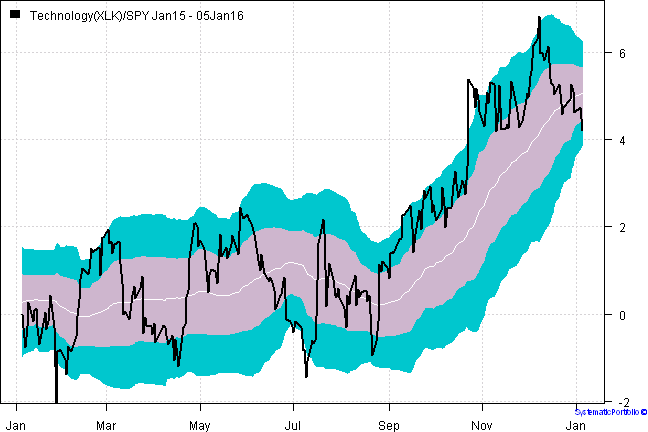 Technology(XLK)/SPY Jan15 - 05Jan16
6
4
2
0
-2
SystematicPortfolio ©
Jan Mar May Jul Sep Nov Jan